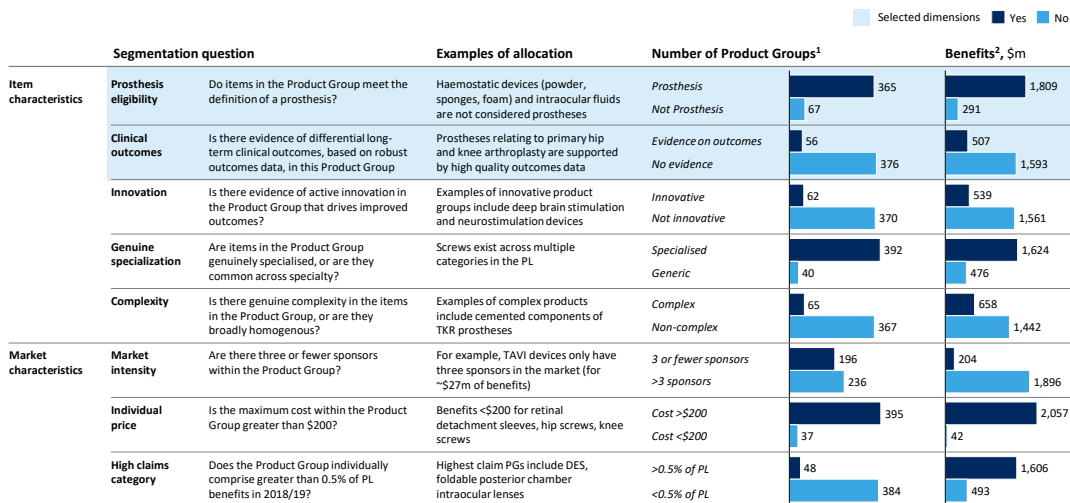 Selected dimensions Yes No
Segmentation question Examples of allocation Number of Product Groups¹ Benefits², $m
Item
characteristics
Prosthesis
eligibility
Do items in the Product Group meet the
definition of a prosthesis?
Haemostatic devices (powder,
sponges, foam) and intraocular fluids
are not considered prostheses
Prosthesis 365 1,809
Not Prosthesis 67 291
Clinical
outcomes
Is there evidence of differential long-
term clinical outcomes, based on robust
outcomes data, in this Product Group
Prostheses relating to primary hip
and knee arthroplasty are supported
by high quality outcomes data
Evidence on outcomes 56 507
No evidence 376 1,593
Innovation
Is there evidence of active innovation in
the Product Group that drives improved
outcomes?
Examples of innovative product
groups include deep brain stimulation
and neurostimulation devices
Innovative 62 539
Not innovative 370 1,561
Genuine
specialization
Are items in the Product Group
genuinely specialised, or are they
common across specialty?
Screws exist across multiple
categories in the PL
Specialised 392 1,624
Generic 40 476
Complexity
Is there genuine complexity in the items
in the Product Group, or are they
broadly homogenous?
Examples of complex products
include cemented components of
TKR prostheses
Complex 65 658
Non-complex 367 1,442
Market
characteristics
Market
intensity
Are there three or fewer sponsors
within the Product Group?
For example, TAVI devices only have
three sponsors in the market (for
~$27m of benefits)
3 or fewer sponsors 196 204
>3 sponsors 236 1,896
Individual
price
Is the maximum cost within the Product
Group greater than $200?
Benefits <$200 for retinal
detachment sleeves, hip screws, knee
screws
Cost >$200 395 2,057
Cost <$200 37 42
High claims
category
Does the Product Group individually
comprise greater than 0.5% of PL
benefits in 2018/19?
Highest claim PGs include DES,
foldable posterior chamber
intraocular lenses
>0.5% of PL 48 1,606
<0.5% of PL 384 493